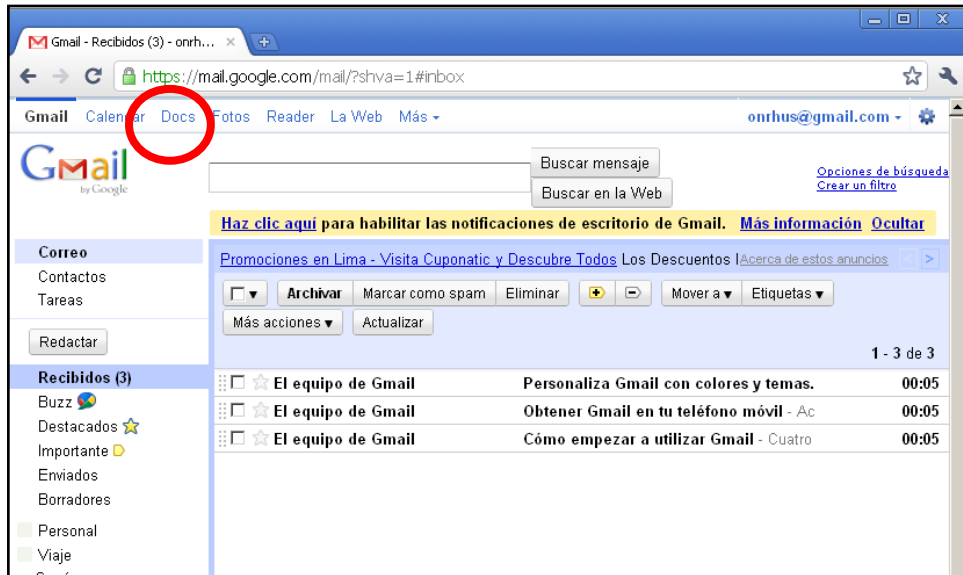 Gmail - Recibidos (3) - onrh...
https://mail.google.com/mail/?shva=1#inbox
Gmail Calendar Docs Fotos Reader La Web Más onrhus@gmail.com
Gmail
by Google
Buscar mensaje
Buscar en la Web
Opciones de búsqueda
Crear un filtro
Haz clic aquí para habilitar las notificaciones de escritorio de Gmail. Más información Ocultar
Correo
Contactos
Tareas
Redactar
Recibidos (3)
Buzz
Destacados
Importante
Enviados
Borradores
Personal
Viaje
Promociones en Lima - Visita Cuponatic y Descubre Todos Los Descuentos Acerca de estos anuncios < >
Archivar Marcar como spam Eliminar Mover a Etiquetas
Más acciones Actualizar
1 - 3 de 3
El equipo de Gmail Personaliza Gmail con colores y temas. 00:05
El equipo de Gmail Obtener Gmail en tu teléfono móvil - Ac 00:05
El equipo de Gmail Cómo empezar a utilizar Gmail - Cuatro 00:05